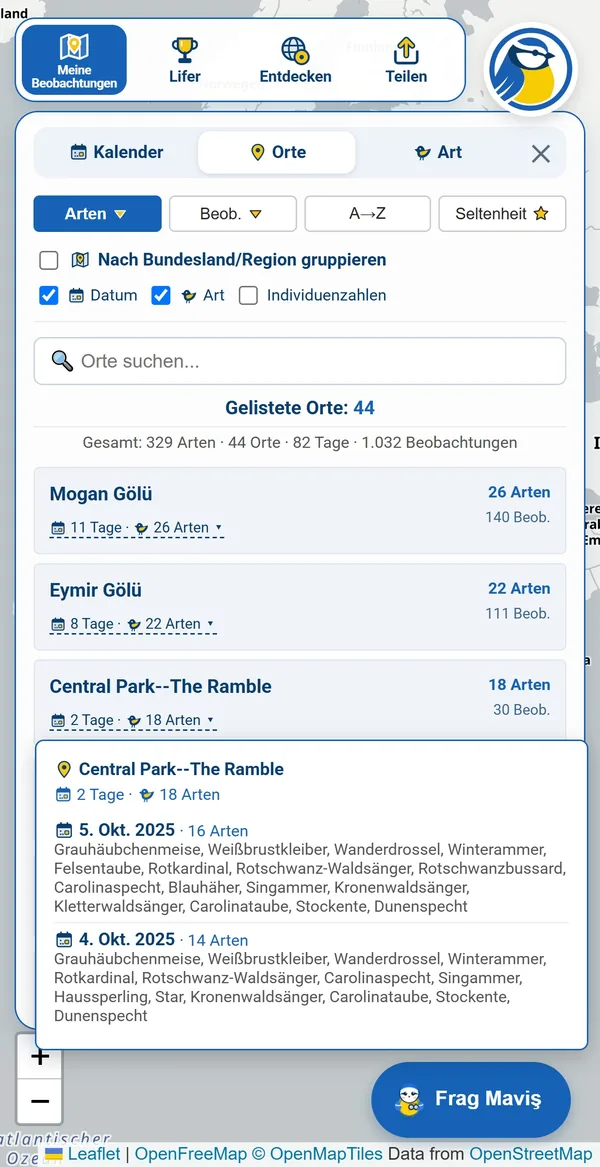 land
Meine
Beobachtungen
Lifer
Entdecken
Teilen
Kalender
Orte
Art
Arten
Beob.
A→Z
Seltenheit
Nach Bundesland/Region gruppieren
Datum
Art
Individuenzahlen
Orte suchen...
Gelistete Orte: 44
Gesamt: 329 Arten · 44 Orte · 82 Tage · 1.032 Beobachtungen
Mogan Gölü
26 Arten
11 Tage · 26 Arten ▾
140 Beob.
Eymir Gölü
22 Arten
8 Tage · 22 Arten ▾
111 Beob.
Central Park--The Ramble
18 Arten
2 Tage · 18 Arten ▾
30 Beob.
Central Park--The Ramble
2 Tage · 18 Arten
5. Okt. 2025 · 16 Arten
Grauhäubchenmeise, Weißbrustkleiber, Wanderdrossel, Winterammer,
Felsentaube, Rotkardinal, Rotschwanz-Waldsänger, Rotschwanzbussard,
Carolinaspecht, Blauhäher, Singammer, Kronenwaldsänger,
Kletterwaldsänger, Carolinataube, Stockente, Dunenspecht
4. Okt. 2025 · 14 Arten
Grauhäubchenmeise, Weißbrustkleiber, Wanderdrossel, Winterammer,
Rotkardinal, Rotschwanz-Waldsänger, Carolinaspecht, Singammer,
Haussperling, Star, Kronenwaldsänger, Carolinataube, Stockente,
Dunenspecht
+
−
Frag Maviş
atlantischer
Leaflet | OpenFreeMap © OpenMapTiles Data from OpenStreetMap